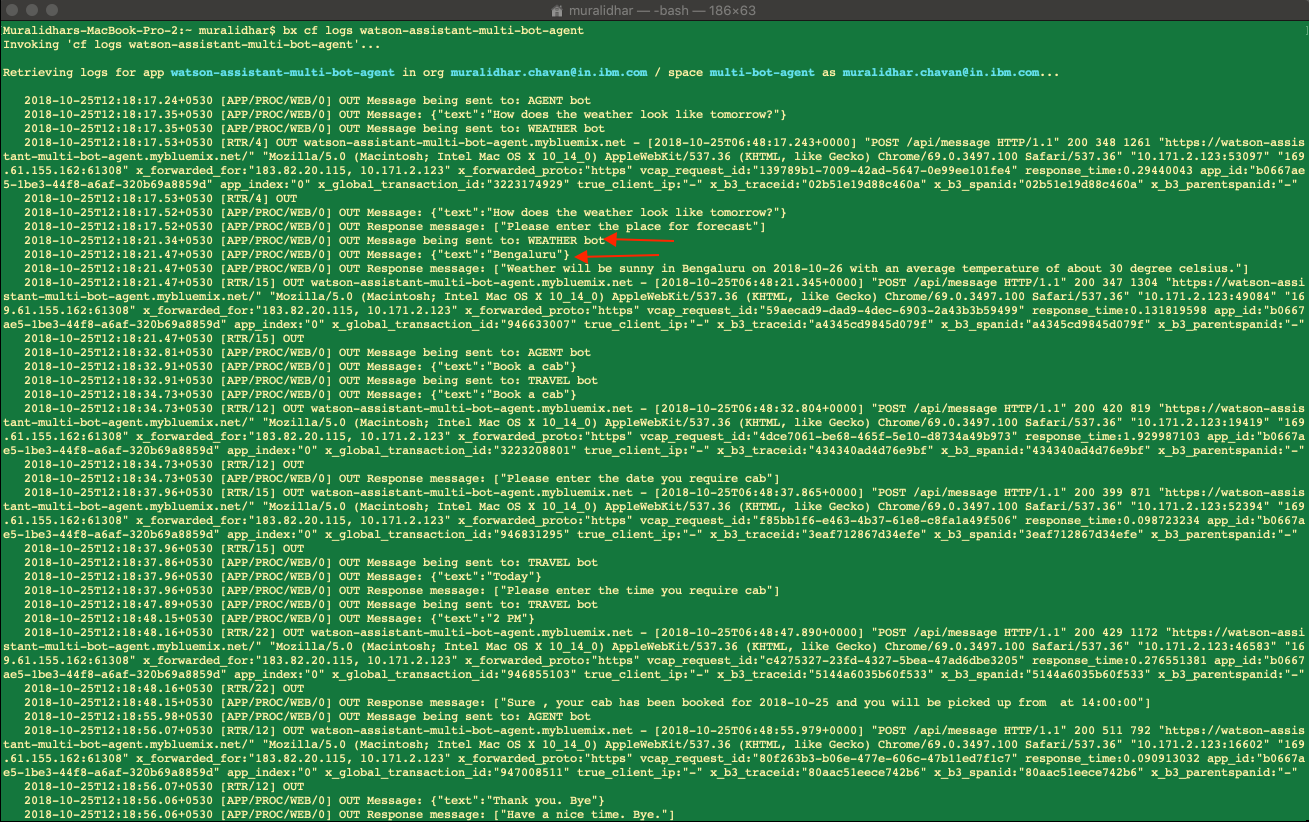 muralidhar — -bash — 186×63
Muralidhars-MacBook-Pro-2:~ muralidhar$ bx cf logs watson-assistant-multi-bot-agent
Invoking 'cf logs watson-assistant-multi-bot-agent'...
Retrieving logs for app watson-assistant-multi-bot-agent in org muralidhar.chavan@in.ibm.com / space multi-bot-agent as muralidhar.chavan@in.ibm.com...
2018-10-25T12:18:17.24+0530 [APP/PROC/WEB/0] OUT Message being sent to: AGENT bot
2018-10-25T12:18:17.35+0530 [APP/PROC/WEB/0] OUT Message: {"text":"How does the weather look like tomorrow?"}
2018-10-25T12:18:17.35+0530 [APP/PROC/WEB/0] OUT Message being sent to: WEATHER bot
2018-10-25T12:18:17.53+0530 [RTR/4] OUT watson-assistant-multi-bot-agent.mybluemix.net - [2018-10-25T06:48:17.243+0000] "POST /api/message HTTP/1.1" 200 348 1261 "https://watson-assis
tant-multi-bot-agent.mybluemix.net/" "Mozilla/5.0 (Macintosh; Intel Mac OS X 10_14_0) AppleWebKit/537.36 (KHTML, like Gecko) Chrome/69.0.3497.100 Safari/537.36" "10.171.2.123:53097" "169
.61.155.162:61308" x_forwarded_for:"183.82.20.115, 10.171.2.123" x_forwarded_proto:"https" vcap_request_id:"139789b1-7009-42ad-5647-0e99ee101fe4" response_time:0.29440043 app_id:"b0667ae
5-1be3-44f8-a6af-320b69a8859d" app_index:"0" x_global_transaction_id:"3223174929" true_client_ip:"-" x_b3_traceid:"02b51e19d88c460a" x_b3_spanid:"02b51e19d88c460a" x_b3_parentspanid:"-"
2018-10-25T12:18:17.53+0530 [RTR/4] OUT
2018-10-25T12:18:17.52+0530 [APP/PROC/WEB/0] OUT Message: {"text":"How does the weather look like tomorrow?"}
2018-10-25T12:18:17.52+0530 [APP/PROC/WEB/0] OUT Response message: ["Please enter the place for forecast"]
2018-10-25T12:18:21.34+0530 [APP/PROC/WEB/0] OUT Message being sent to: WEATHER bot
2018-10-25T12:18:21.47+0530 [APP/PROC/WEB/0] OUT Message: {"text":"Bengaluru"}
2018-10-25T12:18:21.47+0530 [APP/PROC/WEB/0] OUT Response message: ["Weather will be sunny in Bengaluru on 2018-10-26 with an average temperature of about 30 degree celsius."]
2018-10-25T12:18:21.47+0530 [RTR/15] OUT watson-assistant-multi-bot-agent.mybluemix.net - [2018-10-25T06:48:21.345+0000] "POST /api/message HTTP/1.1" 200 347 1304 "https://watson-assi
stant-multi-bot-agent.mybluemix.net/" "Mozilla/5.0 (Macintosh; Intel Mac OS X 10_14_0) AppleWebKit/537.36 (KHTML, like Gecko) Chrome/69.0.3497.100 Safari/537.36" "10.171.2.123:49084" "16
9.61.155.162:61308" x_forwarded_for:"183.82.20.115, 10.171.2.123" x_forwarded_proto:"https" vcap_request_id:"59aecad9-dad9-4dec-6903-2a43b3b59499" response_time:0.131819598 app_id:"b0667
ae5-1be3-44f8-a6af-320b69a8859d" app_index:"0" x_global_transaction_id:"946633007" true_client_ip:"-" x_b3_traceid:"a4345cd9845d079f" x_b3_spanid:"a4345cd9845d079f" x_b3_parentspanid:"-"
2018-10-25T12:18:21.47+0530 [RTR/15] OUT
2018-10-25T12:18:32.81+0530 [APP/PROC/WEB/0] OUT Message being sent to: AGENT bot
2018-10-25T12:18:32.91+0530 [APP/PROC/WEB/0] OUT Message: {"text":"Book a cab"}
2018-10-25T12:18:32.91+0530 [APP/PROC/WEB/0] OUT Message being sent to: TRAVEL bot
2018-10-25T12:18:34.73+0530 [APP/PROC/WEB/0] OUT Message: {"text":"Book a cab"}
2018-10-25T12:18:34.73+0530 [RTR/12] OUT watson-assistant-multi-bot-agent.mybluemix.net - [2018-10-25T06:48:32.804+0000] "POST /api/message HTTP/1.1" 200 420 819 "https://watson-assis
tant-multi-bot-agent.mybluemix.net/" "Mozilla/5.0 (Macintosh; Intel Mac OS X 10_14_0) AppleWebKit/537.36 (KHTML, like Gecko) Chrome/69.0.3497.100 Safari/537.36" "10.171.2.123:19419" "169
.61.155.162:61308" x_forwarded_for:"183.82.20.115, 10.171.2.123" x_forwarded_proto:"https" vcap_request_id:"4dce7061-be68-465f-5e10-d8734a49b973" response_time:1.929987103 app_id:"b0667a
e5-1be3-44f8-a6af-320b69a8859d" app_index:"0" x_global_transaction_id:"3223208801" true_client_ip:"-" x_b3_traceid:"434340ad4d76e9bf" x_b3_spanid:"434340ad4d76e9bf" x_b3_parentspanid:"-"
2018-10-25T12:18:34.73+0530 [RTR/12] OUT
2018-10-25T12:18:34.73+0530 [APP/PROC/WEB/0] OUT Response message: ["Please enter the date you require cab"]
2018-10-25T12:18:37.96+0530 [RTR/15] OUT watson-assistant-multi-bot-agent.mybluemix.net - [2018-10-25T06:48:37.865+0000] "POST /api/message HTTP/1.1" 200 399 871 "https://watson-assis
tant-multi-bot-agent.mybluemix.net/" "Mozilla/5.0 (Macintosh; Intel Mac OS X 10_14_0) AppleWebKit/537.36 (KHTML, like Gecko) Chrome/69.0.3497.100 Safari/537.36" "10.171.2.123:52394" "169
.61.155.162:61308" x_forwarded_for:"183.82.20.115, 10.171.2.123" x_forwarded_proto:"https" vcap_request_id:"f85bb1f6-e463-4b37-61e8-c8fa1a49f506" response_time:0.098723234 app_id:"b0667a
e5-1be3-44f8-a6af-320b69a8859d" app_index:"0" x_global_transaction_id:"946831295" true_client_ip:"-" x_b3_traceid:"3eaf712867d34efe" x_b3_spanid:"3eaf712867d34efe" x_b3_parentspanid:"-"
2018-10-25T12:18:37.96+0530 [RTR/15] OUT
2018-10-25T12:18:37.86+0530 [APP/PROC/WEB/0] OUT Message being sent to: TRAVEL bot
2018-10-25T12:18:37.96+0530 [APP/PROC/WEB/0] OUT Message: {"text":"Today"}
2018-10-25T12:18:37.96+0530 [APP/PROC/WEB/0] OUT Response message: ["Please enter the time you require cab"]
2018-10-25T12:18:47.89+0530 [APP/PROC/WEB/0] OUT Message being sent to: TRAVEL bot
2018-10-25T12:18:48.15+0530 [APP/PROC/WEB/0] OUT Message: {"text":"2 PM"}
2018-10-25T12:18:48.16+0530 [RTR/22] OUT watson-assistant-multi-bot-agent.mybluemix.net - [2018-10-25T06:48:47.890+0000] "POST /api/message HTTP/1.1" 200 429 1172 "https://watson-assi
stant-multi-bot-agent.mybluemix.net/" "Mozilla/5.0 (Macintosh; Intel Mac OS X 10_14_0) AppleWebKit/537.36 (KHTML, like Gecko) Chrome/69.0.3497.100 Safari/537.36" "10.171.2.123:46583" "16
9.61.155.162:61308" x_forwarded_for:"183.82.20.115, 10.171.2.123" x_forwarded_proto:"https" vcap_request_id:"c4275327-23fd-4327-5bea-47ad6dbe3205" response_time:0.276551381 app_id:"b0667
ae5-1be3-44f8-a6af-320b69a8859d" app_index:"0" x_global_transaction_id:"946855103" true_client_ip:"-" x_b3_traceid:"5144a6035b60f533" x_b3_spanid:"5144a6035b60f533" x_b3_parentspanid:"-"
2018-10-25T12:18:48.16+0530 [RTR/22] OUT
2018-10-25T12:18:48.15+0530 [APP/PROC/WEB/0] OUT Response message: ["Sure , your cab has been booked for 2018-10-25 and you will be picked up from  at 14:00:00"]
2018-10-25T12:18:55.98+0530 [APP/PROC/WEB/0] OUT Message being sent to: AGENT bot
2018-10-25T12:18:56.07+0530 [RTR/12] OUT watson-assistant-multi-bot-agent.mybluemix.net - [2018-10-25T06:48:55.979+0000] "POST /api/message HTTP/1.1" 200 511 792 "https://watson-assis
tant-multi-bot-agent.mybluemix.net/" "Mozilla/5.0 (Macintosh; Intel Mac OS X 10_14_0) AppleWebKit/537.36 (KHTML, like Gecko) Chrome/69.0.3497.100 Safari/537.36" "10.171.2.123:16602" "169
.61.155.162:61308" x_forwarded_for:"183.82.20.115, 10.171.2.123" x_forwarded_proto:"https" vcap_request_id:"80f263b3-b06e-477e-606c-47b11ed7f1c7" response_time:0.090913032 app_id:"b0667a
e5-1be3-44f8-a6af-320b69a8859d" app_index:"0" x_global_transaction_id:"947008511" true_client_ip:"-" x_b3_traceid:"80aac51eece742b6" x_b3_spanid:"80aac51eece742b6" x_b3_parentspanid:"-"
2018-10-25T12:18:56.07+0530 [RTR/12] OUT
2018-10-25T12:18:56.06+0530 [APP/PROC/WEB/0] OUT Message: {"text":"Thank you. Bye"}
2018-10-25T12:18:56.06+0530 [APP/PROC/WEB/0] OUT Response message: ["Have a nice time. Bye."]